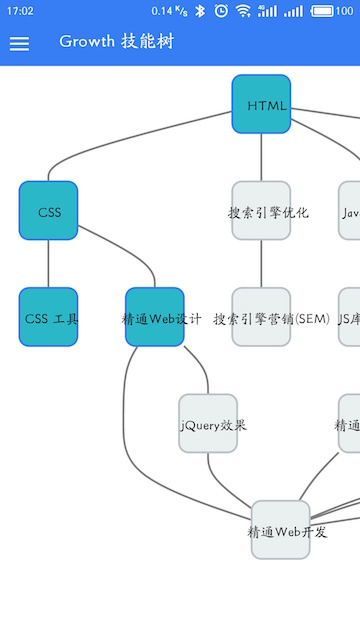 17:02 0.14 K/s 4G 100
Growth 技能树
HTML
CSS 搜索引擎优化 Jav
CSS 工具 精通Web设计 搜索引擎营销(SEM) JS库
jQuery效果 精通
精通Web开发